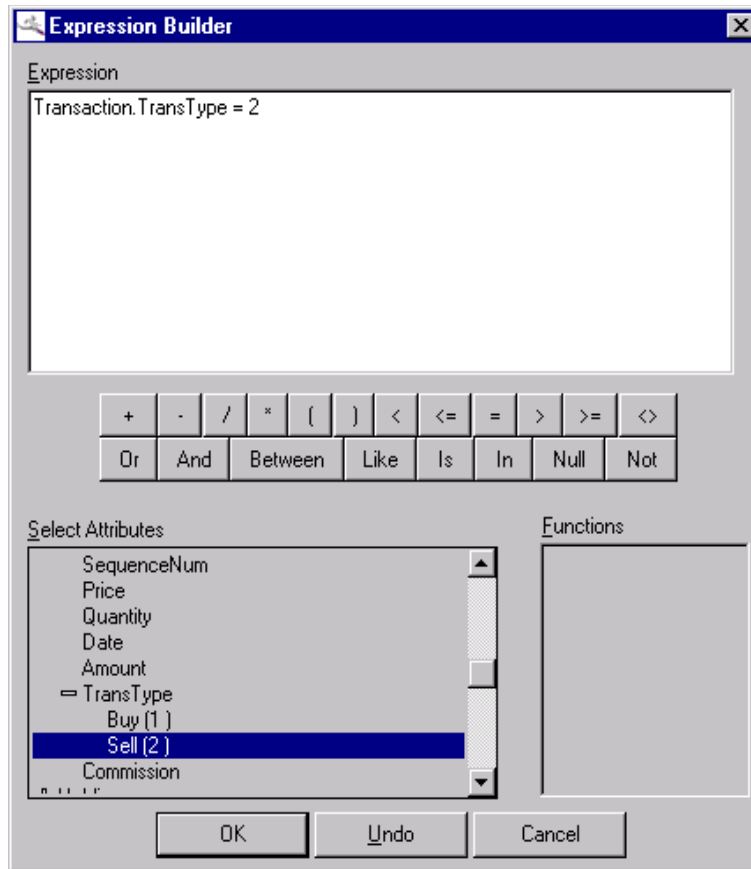 Expression Builder
Expression
Transaction.TransType = 2
+ - / * ( ) < <= = > >= <>
Or And Between Like Is In Null Not
Select Attributes
Functions
SequenceNum
Price
Quantity
Date
Amount
TransType
Buy (1 )
Sell (2 )
Commission
OK Undo Cancel